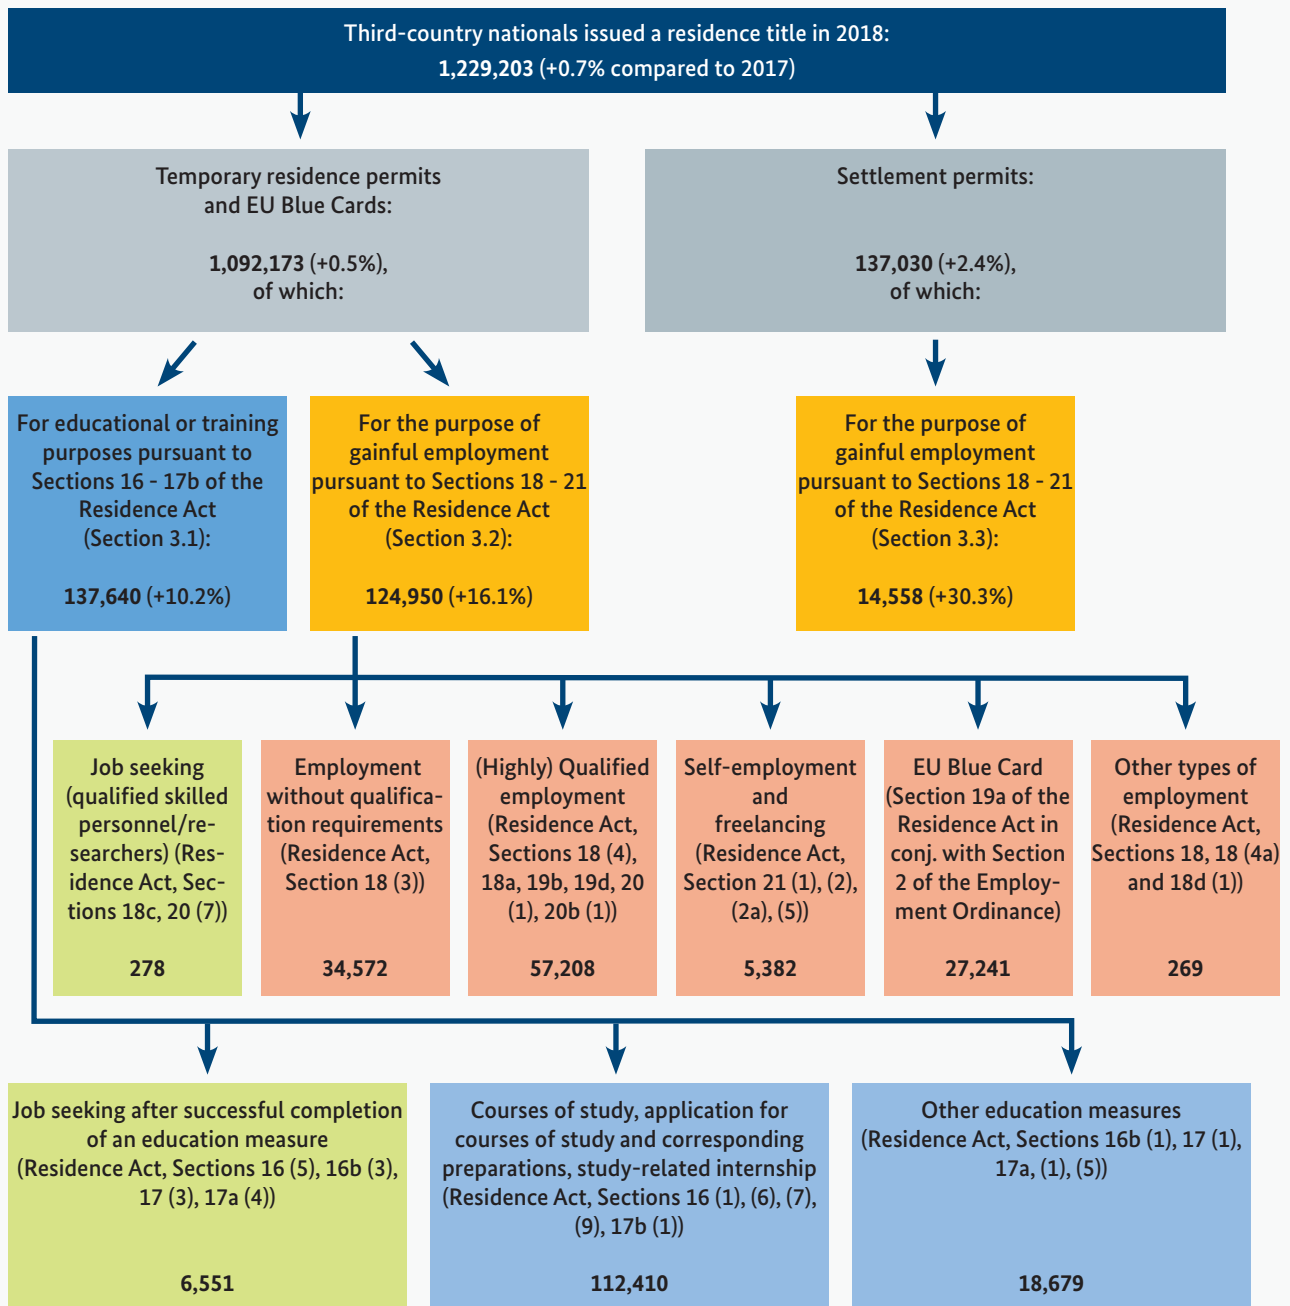 Third-country nationals issued a residence title in 2018:
1,229,203 (+0.7% compared to 2017)
Temporary residence permits
and EU Blue Cards:
1,092,173 (+0.5%),
of which:
Settlement permits:
137,030 (+2.4%),
of which:
For educational or training
purposes pursuant to
Sections 16 - 17b of the
Residence Act
(Section 3.1):
137,640 (+10.2%)
For the purpose of
gainful employment
pursuant to Sections 18 - 21
of the Residence Act
(Section 3.2):
124,950 (+16.1%)
For the purpose of
gainful employment
pursuant to Sections 18 - 21
of the Residence Act
(Section 3.3):
14,558 (+30.3%)
Job seeking
(qualified skilled
personnel/re-
searchers) (Res-
idence Act, Sec-
tions 18c, 20 (7))
278
Employment
without qualifica-
tion requirements
(Residence Act,
Section 18 (3))
34,572
(Highly) Qualified
employment
(Residence Act,
Sections 18 (4),
18a, 19b, 19d, 20
(1), 20b (1))
57,208
Self-employment
and
freelancing
(Residence Act,
Section 21 (1), (2),
(2a), (5))
5,382
EU Blue Card
(Section 19a of the
Residence Act in
conj. with Section
2 of the Employ-
ment Ordinance)
27,241
Other types of
employment
(Residence Act,
Sections 18, 18 (4a)
and 18d (1))
269
Job seeking after successful completion
of an education measure
(Residence Act, Sections 16 (5), 16b (3),
17 (3), 17a (4))
6,551
Courses of study, application for
courses of study and corresponding
preparations, study-related internship
(Residence Act, Sections 16 (1), (6), (7),
(9), 17b (1))
112,410
Other education measures
(Residence Act, Sections 16b (1), 17 (1),
17a, (1), (5))
18,679